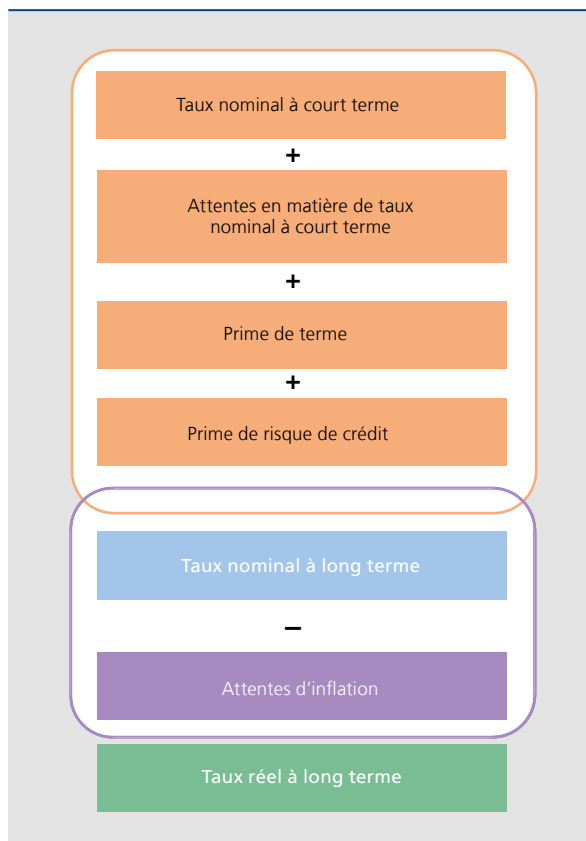 Taux nominal à court terme
+
Attentes en matière de taux
nominal à court terme
+
Prime de terme
+
Prime de risque de crédit
Taux nominal à long terme
–
Attentes d’inflation
Taux réel à long terme